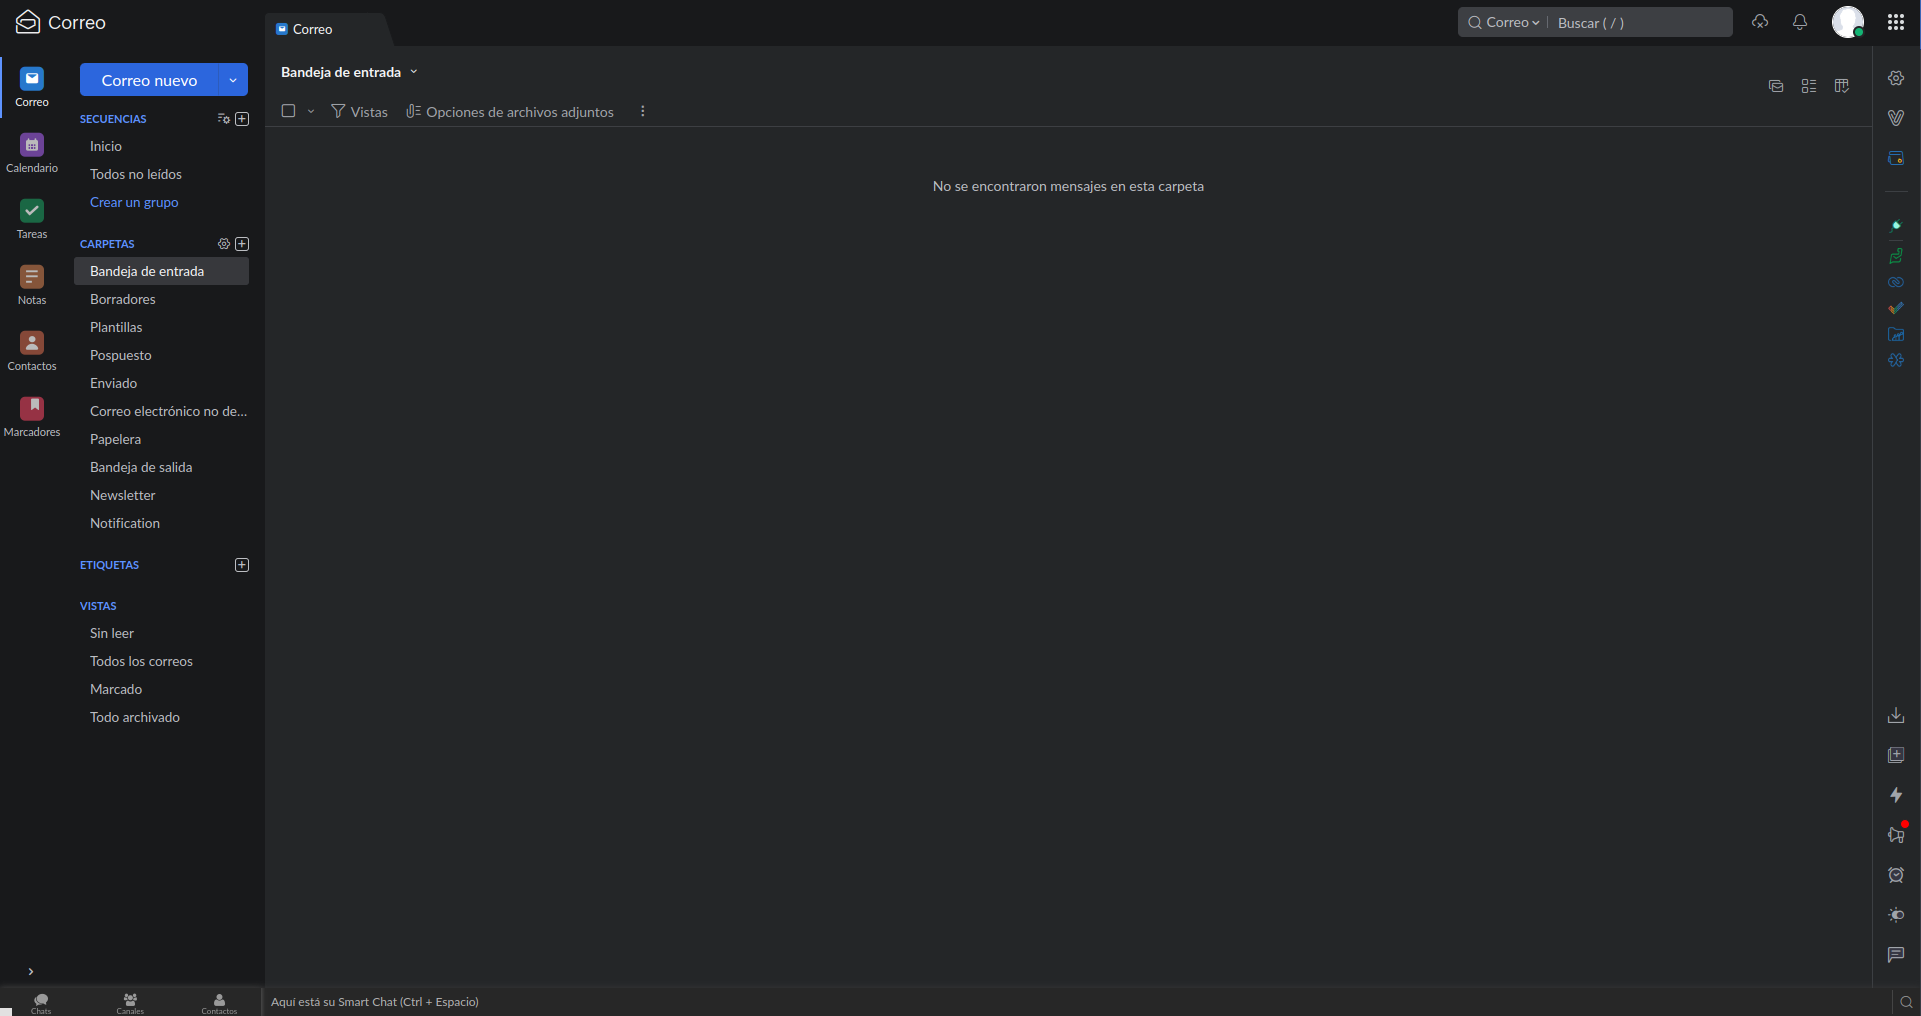 Correo
Correo
Correo
Buscar ( / )
Correo
Calendario
Tareas
Notas
Contactos
Marcadores
Correo nuevo
SECUENCIAS
Inicio
Todos no leídos
Crear un grupo
CARPETAS
Bandeja de entrada
Borradores
Plantillas
Pospuesto
Enviado
Correo electrónico no de...
Papelera
Bandeja de salida
Newsletter
Notification
ETIQUETAS
VISTAS
Sin leer
Todos los correos
Marcado
Todo archivado
Bandeja de entrada
Vistas
Opciones de archivos adjuntos
No se encontraron mensajes en esta carpeta
Chats
Canales
Contactos
Aquí está su Smart Chat (Ctrl + Espacio)